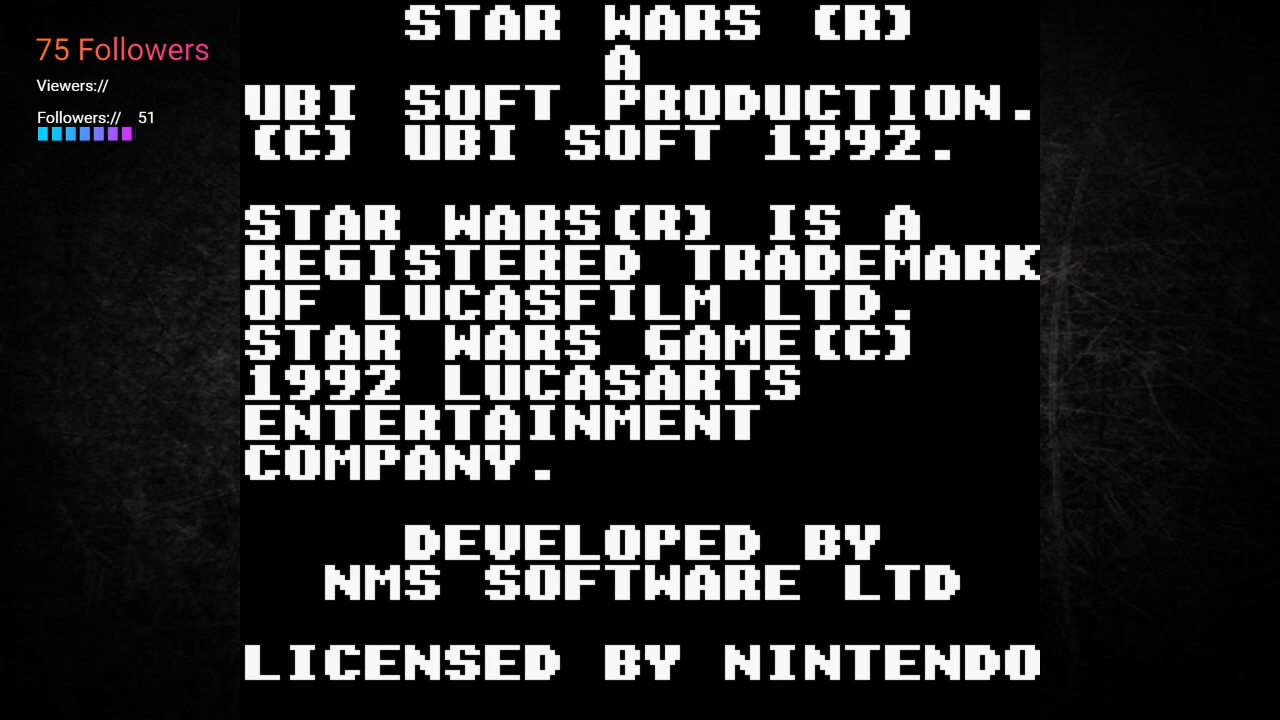 75 Followers
Viewers://
Followers:// 51
STAR WARS (R)
A
UBI SOFT PRODUCTION.
(C) UBI SOFT 1992.
STAR WARS(R) IS A
REGISTERED TRADEMARK
OF LUCASFILM LTD.
STAR WARS GAME(C)
1992 LUCASARTS
ENTERTAINMENT
COMPANY.
DEVELOPED BY
NMS SOFTWARE LTD
LICENSED BY NINTENDO